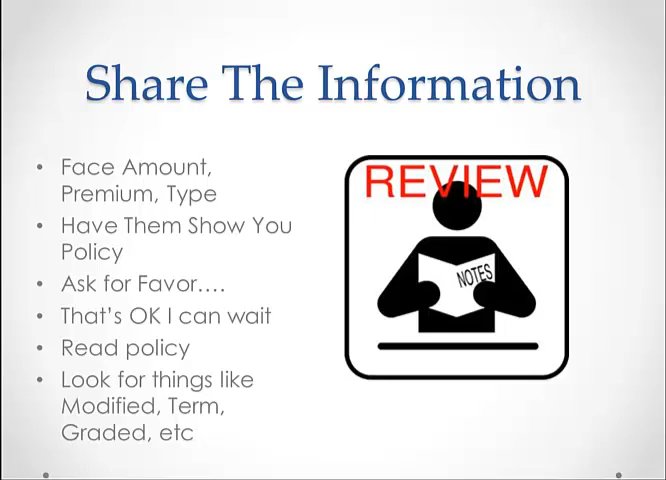 Share The Information
• Face Amount,
Premium, Type
• Have Them Show You
Policy
• Ask for Favor….
• That’s OK I can wait
• Read policy
• Look for things like
Modified, Term,
Graded, etc
REVIEW
NOTES